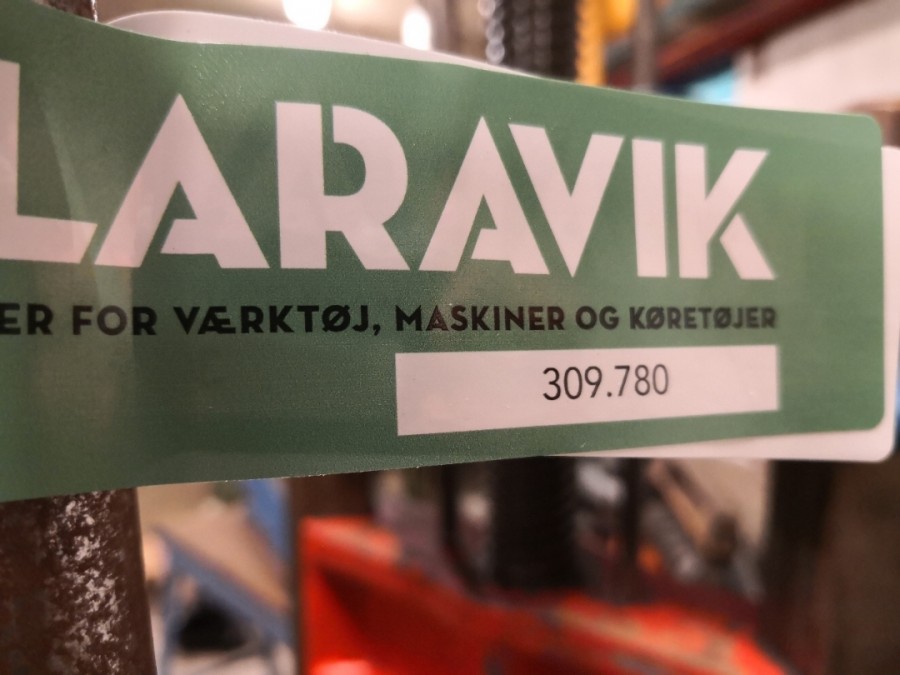 LARAVIK
ER FOR VÆRKTØJ, MASKINER OG KØRETØJER
309.780